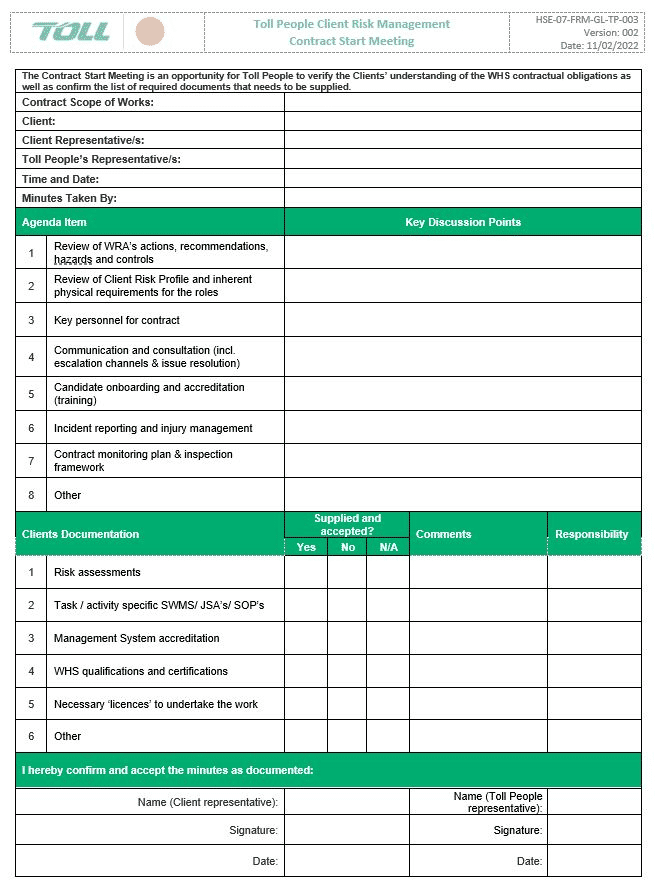 TOLL
Toll People Client Risk Management
Contract Start Meeting
HSE-07-FRM-GL-TP-003
Version: 002
Date: 11/02/2022
The Contract Start Meeting is an opportunity for Toll People to verify the Clients' understanding of the WHS contractual obligations as
well as confirm the list of required documents that needs to be supplied.
Contract Scope of Works:
Client:
Client Representative/s:
Toll People's Representative/s:
Time and Date:
Minutes Taken By:
Agenda Item Key Discussion Points
1 Review of WRA's actions, recommendations,
hazards and controls
2 Review of Client Risk Profile and inherent
physical requirements for the roles
3 Key personnel for contract
4 Communication and consultation (incl.
escalation channels & issue resolution)
5 Candidate onboarding and accreditation
(training)
6 Incident reporting and injury management
7 Contract monitoring plan & inspection
framework
8 Other
Clients Documentation
Supplied and
accepted?
Comments Responsibility
Yes No N/A
1 Risk assessments
2 Task / activity specific SWMS/ JSA's/ SOP's
3 Management System accreditation
4 WHS qualifications and certifications
5 Necessary 'licences' to undertake the work
6 Other
I hereby confirm and accept the minutes as documented:
Name (Client representative):
Name (Toll People
representative):
Signature: Signature:
Date: Date: